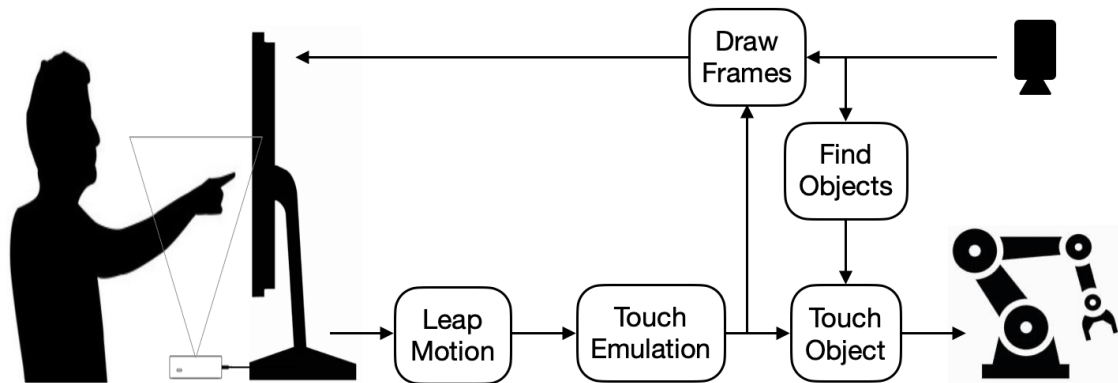 Draw
Frames
Find
Objects
Leap
Motion
Touch
Emulation
Touch
Object